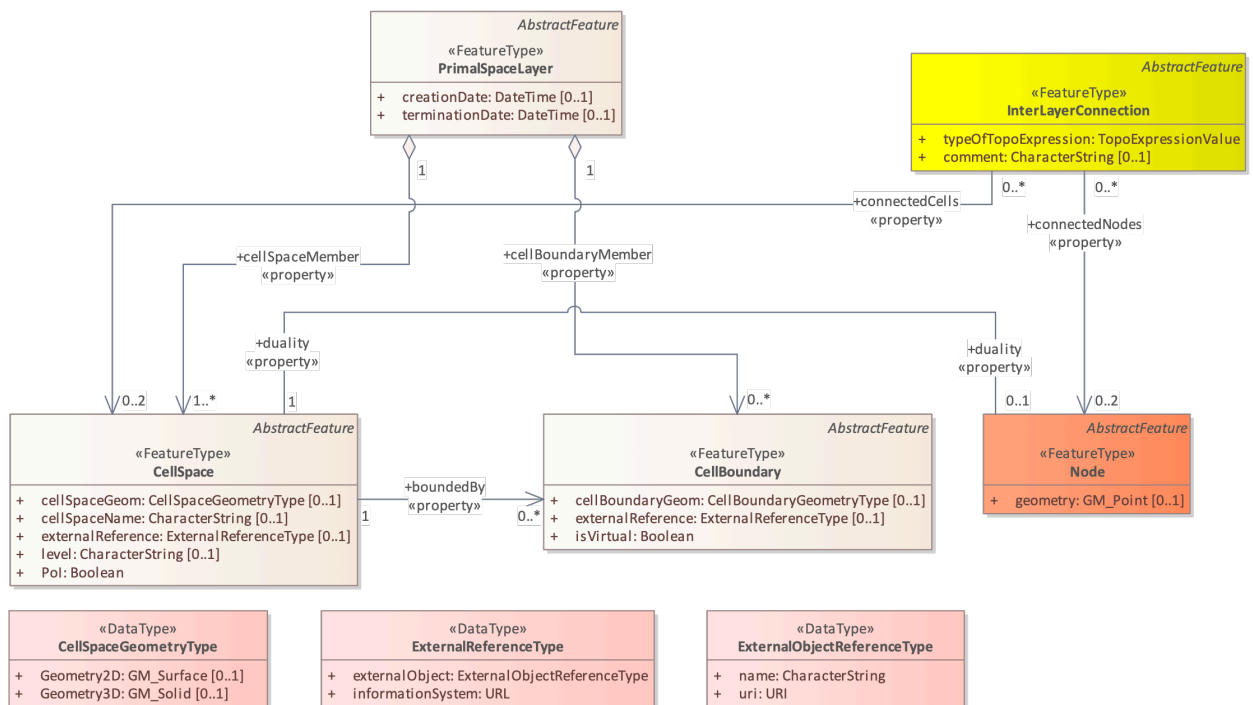 AbstractFeature
«FeatureType»
PrimalSpaceLayer
+ creationDate: DateTime [0..1]
+ terminationDate: DateTime [0..1]
AbstractFeature
«FeatureType»
InterLayerConnection
+ typeOfTopoExpression: TopoExpressionValue
+ comment: CharacterString [0..1]
1
1
0..*
0..*
+connectedCells
«property»
+connectedNodes
«property»
+cellSpaceMember
«property»
+cellBoundaryMember
«property»
+duality
«property»
+duality
«property»
0..2
1..*
1
0..*
0..1
0..2
AbstractFeature
«FeatureType»
CellSpace
+ cellSpaceGeom: CellSpaceGeometryType [0..1]
+ cellSpaceName: CharacterString [0..1]
+ externalReference: ExternalReferenceType [0..1]
+ level: CharacterString [0..1]
+ PoI: Boolean
+boundedBy
«property»
1
0..*
AbstractFeature
«FeatureType»
CellBoundary
+ cellBoundaryGeom: CellBoundaryGeometryType [0..1]
+ externalReference: ExternalReferenceType [0..1]
+ isVirtual: Boolean
AbstractFeature
«FeatureType»
Node
+ geometry: GM_Point [0..1]
«DataType»
CellSpaceGeometryType
+ Geometry2D: GM_Surface [0..1]
+ Geometry3D: GM_Solid [0..1]
«DataType»
ExternalReferenceType
+ externalObject: ExternalObjectReferenceType
+ informationSystem: URL
«DataType»
ExternalObjectReferenceType
+ name: CharacterString
+ uri: URI